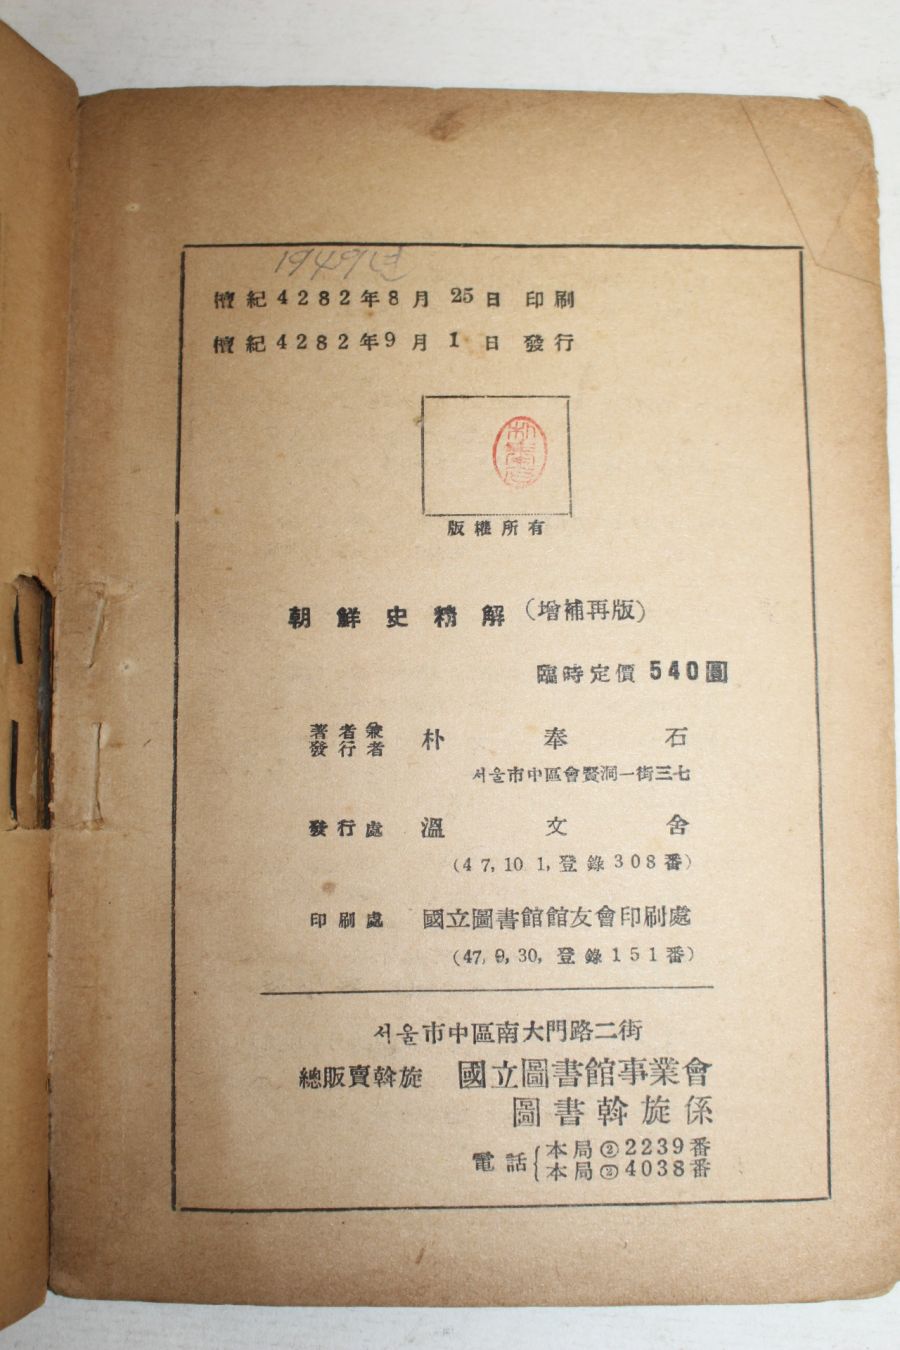 1949년
檀紀4282年8月25日 印刷
檀紀4282年9月1日 發行
版權所有
朝鮮史精解(增補再版)
臨時定價 540圓
著者兼
發行者 朴奉石
서울市中區會賢洞一街三七
發行處 溫文舍
(47, 10 1, 登錄308番)
印刷處 國立圖書館館友會印刷處
(47, 9, 30, 登錄151番)
서울市中區南大門路二街
總販賣斡旋 國立圖書館事業會
圖書斡旋係
電話 本局②2239番
本局②4038番